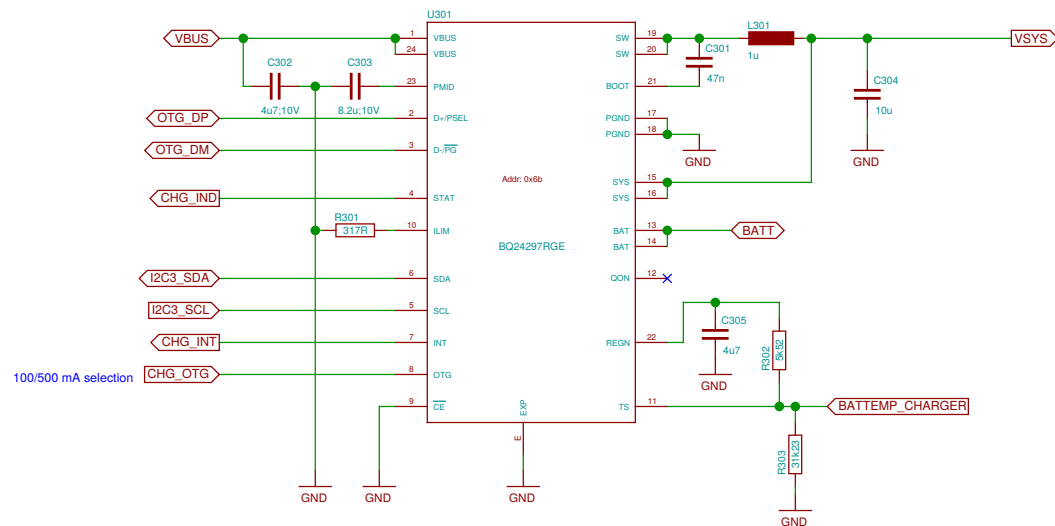 U301
VBUS
1
VBUS
24
VBUS
C302
4u7;10V
C303
8.2u;10V
23
PMID
OTG_DP
2
D+/PSEL
OTG_DM
3
D-/PG
CHG_IND
4
STAT
R301
317R
10
ILIM
I2C3_SDA
6
SDA
I2C3_SCL
5
SCL
CHG_INT
7
INT
100/500 mA selection
CHG_OTG
8
OTG
9
CE
GND
GND
Addr: 0x6b
BQ24297RGE
EXP
E
GND
SW
19
SW
20
C301
47n
L301
1u
VSYS
BOOT
21
PGND
17
PGND
18
GND
C304
10u
GND
SYS
15
SYS
16
BAT
13
BAT
14
BATT
QON
12
REGN
22
C305
4u7
GND
R302
5k52
TS
11
BATTEMP_CHARGER
R303
31k23
GND